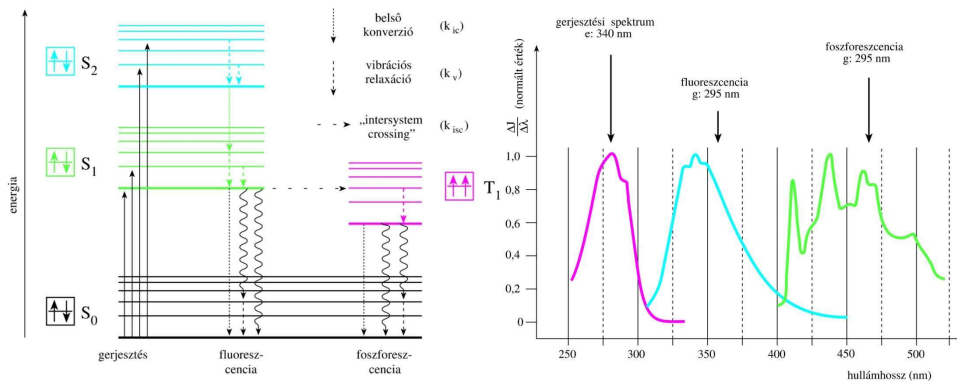 energia
S2
S1
S0
T1
belsô
konverzió
(k ic)
vibrációs
relaxáció
(k v)
„intersystem
crossing”
(k isc)
gerjesztés
fluoresz-
cencia
foszforesz-
cencia
gerjesztési spektrum
e: 340 nm
fluoreszcencia
g: 295 nm
foszforeszcencia
g: 295 nm
ΔJ
Δλ
(normált érték)
1,0
0,8
0,6
0,4
0,2
0
250
300
350
400
450
500
hullámhossz (nm)